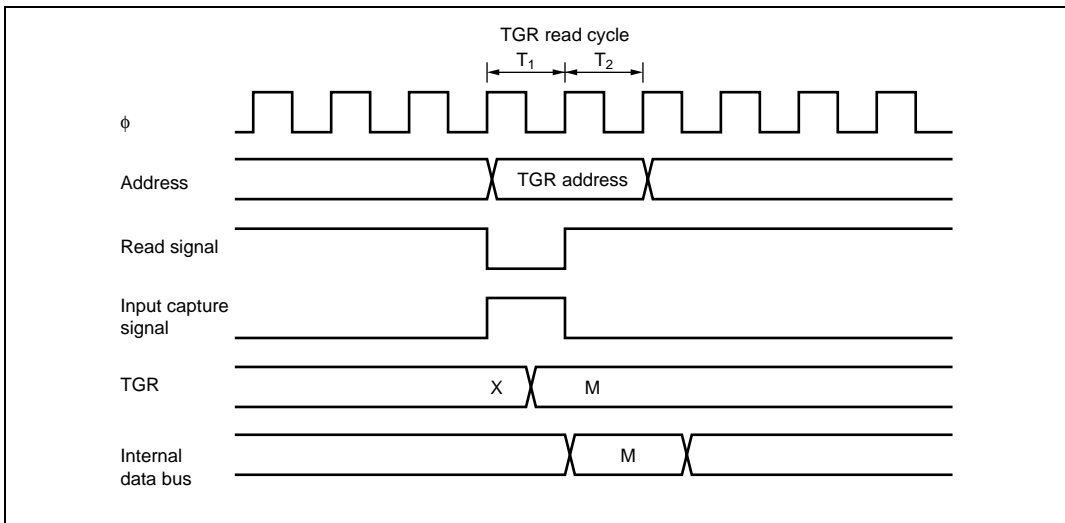 TGR read cycle
T₁ T₂
ϕ
Address
TGR address
Read signal
Input capture
signal
TGR
X M
Internal
data bus
M